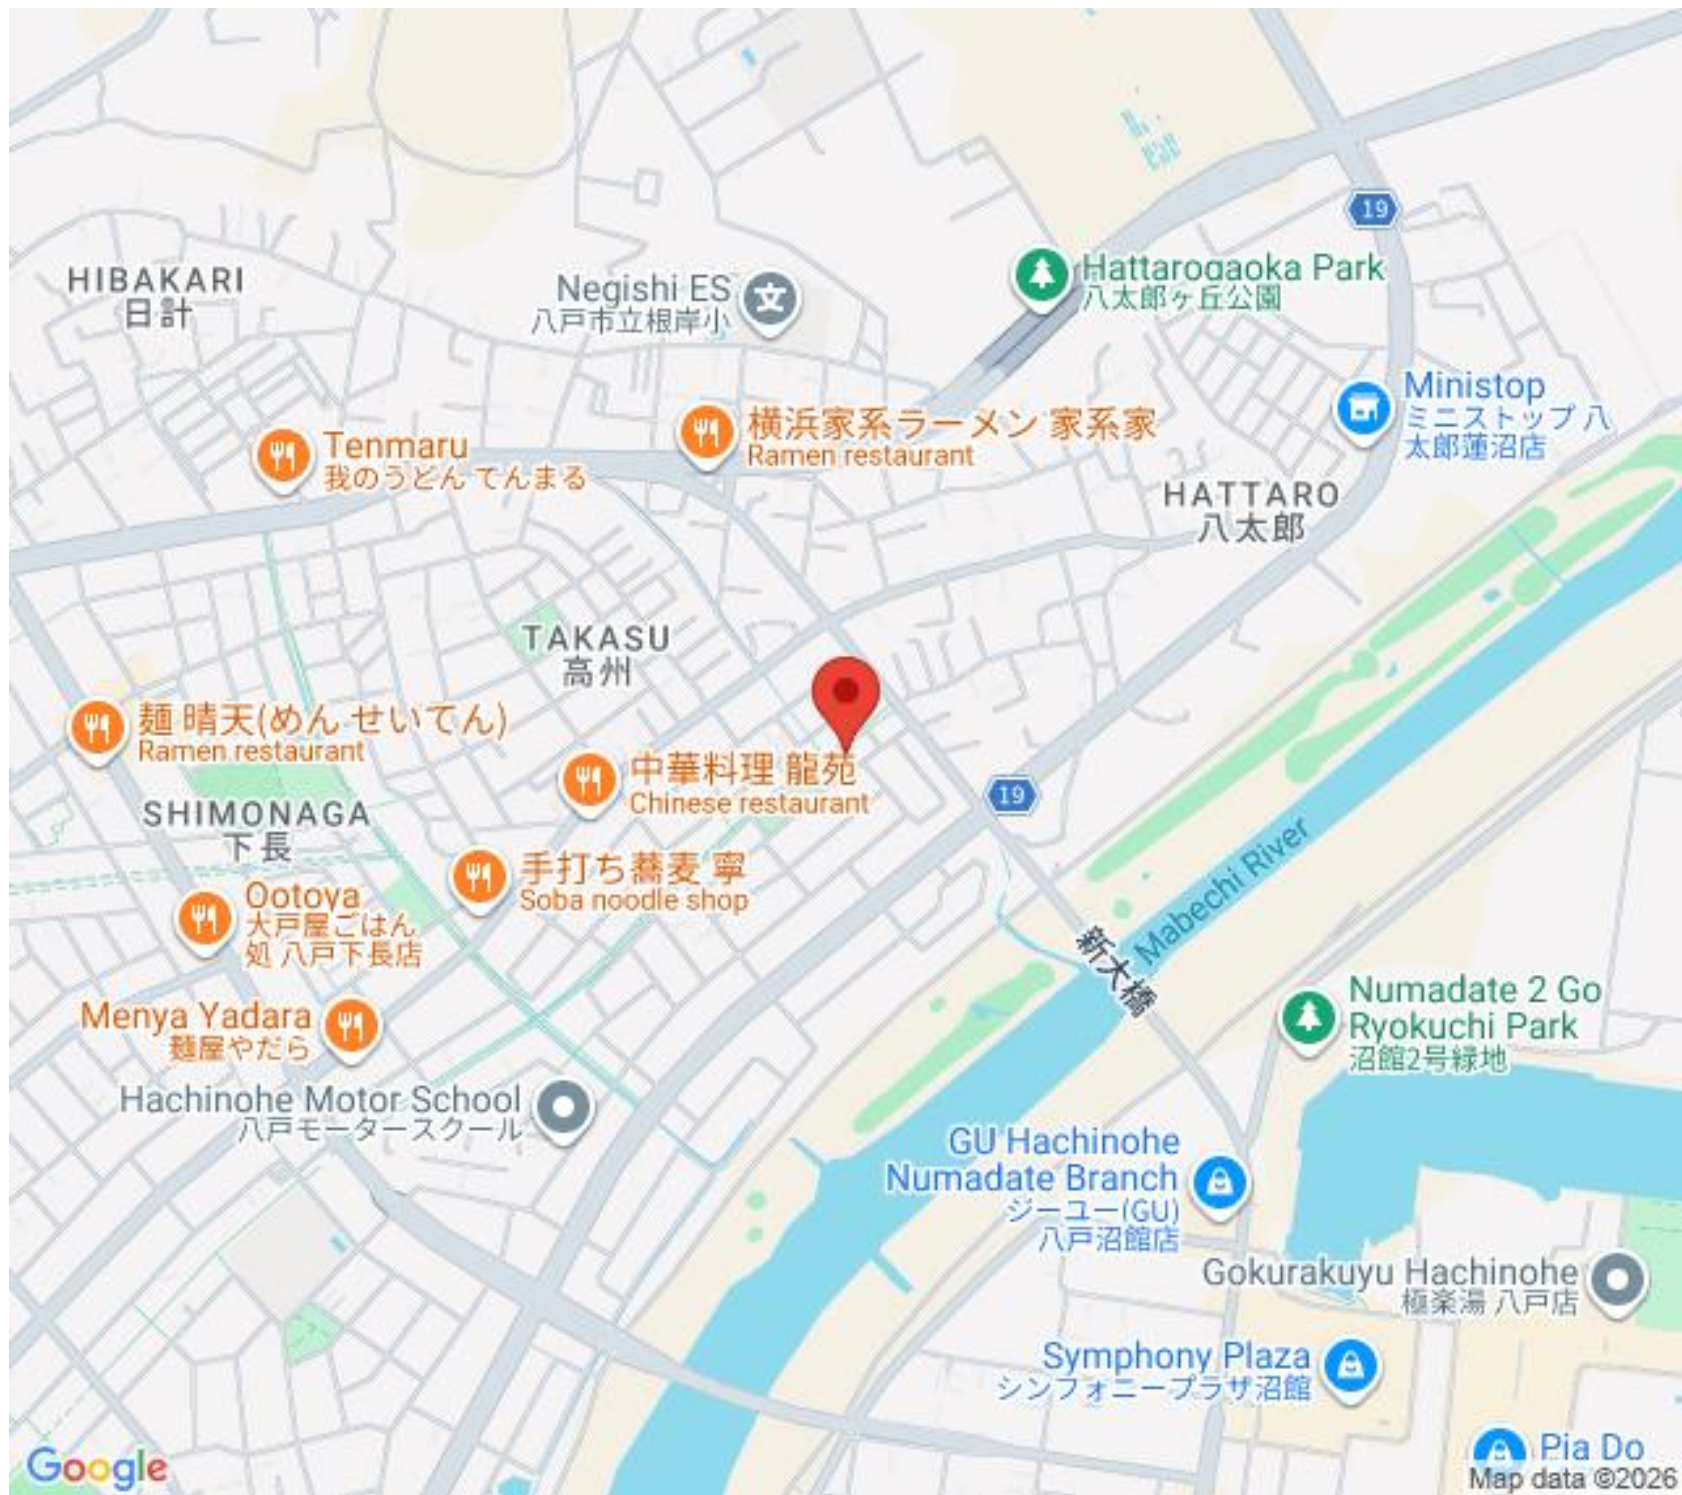 19
Hattarogaoka Park
八太郎ヶ丘公園
HIBAKARI
日計
Negishi ES
八戸市立根岸小
文
Ministop
ミニストップ 八
太郎蓮沼店
横浜家系ラーメン 家系家
Ramen restaurant
Tenmaru
我のうどん てんまる
HATTARO
八太郎
TAKASU
高州
麺 晴天(めん せいてん)
Ramen restaurant
中華料理 龍苑
Chinese restaurant
19
SHIMONAGA
下長
手打ち蕎麦 寧
Soba noodle shop
Ootoya
大戸屋ごはん
処 八戸下長店
Mabechi River
新大橋
Menya Yadara
麺屋やだら
Numadate 2 Go
Ryokuchi Park
沼館2号緑地
Hachinohe Motor School
八戸モータースクール
GU Hachinohe
Numadate Branch
ジーユー(GU)
八戸沼館店
Gokurakuyu Hachinohe
極楽湯 八戸店
Symphony Plaza
シンフォニープラザ沼館
Pia Do
Google
Map data ©2026